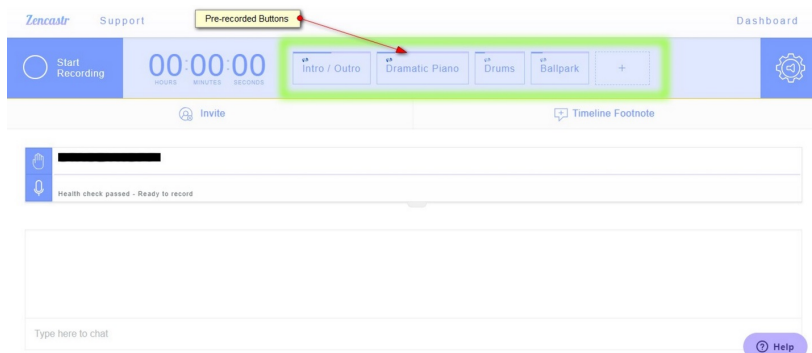 Zencastr Support Pre-recorded Buttons Dashboard
Start
Recording
00:00:00
HOURS MINUTES SECONDS
Intro / Outro Dramatic Piano Drums Ballpark +
Invite Timeline Footnote
Health check passed - Ready to record
Type here to chat
? Help